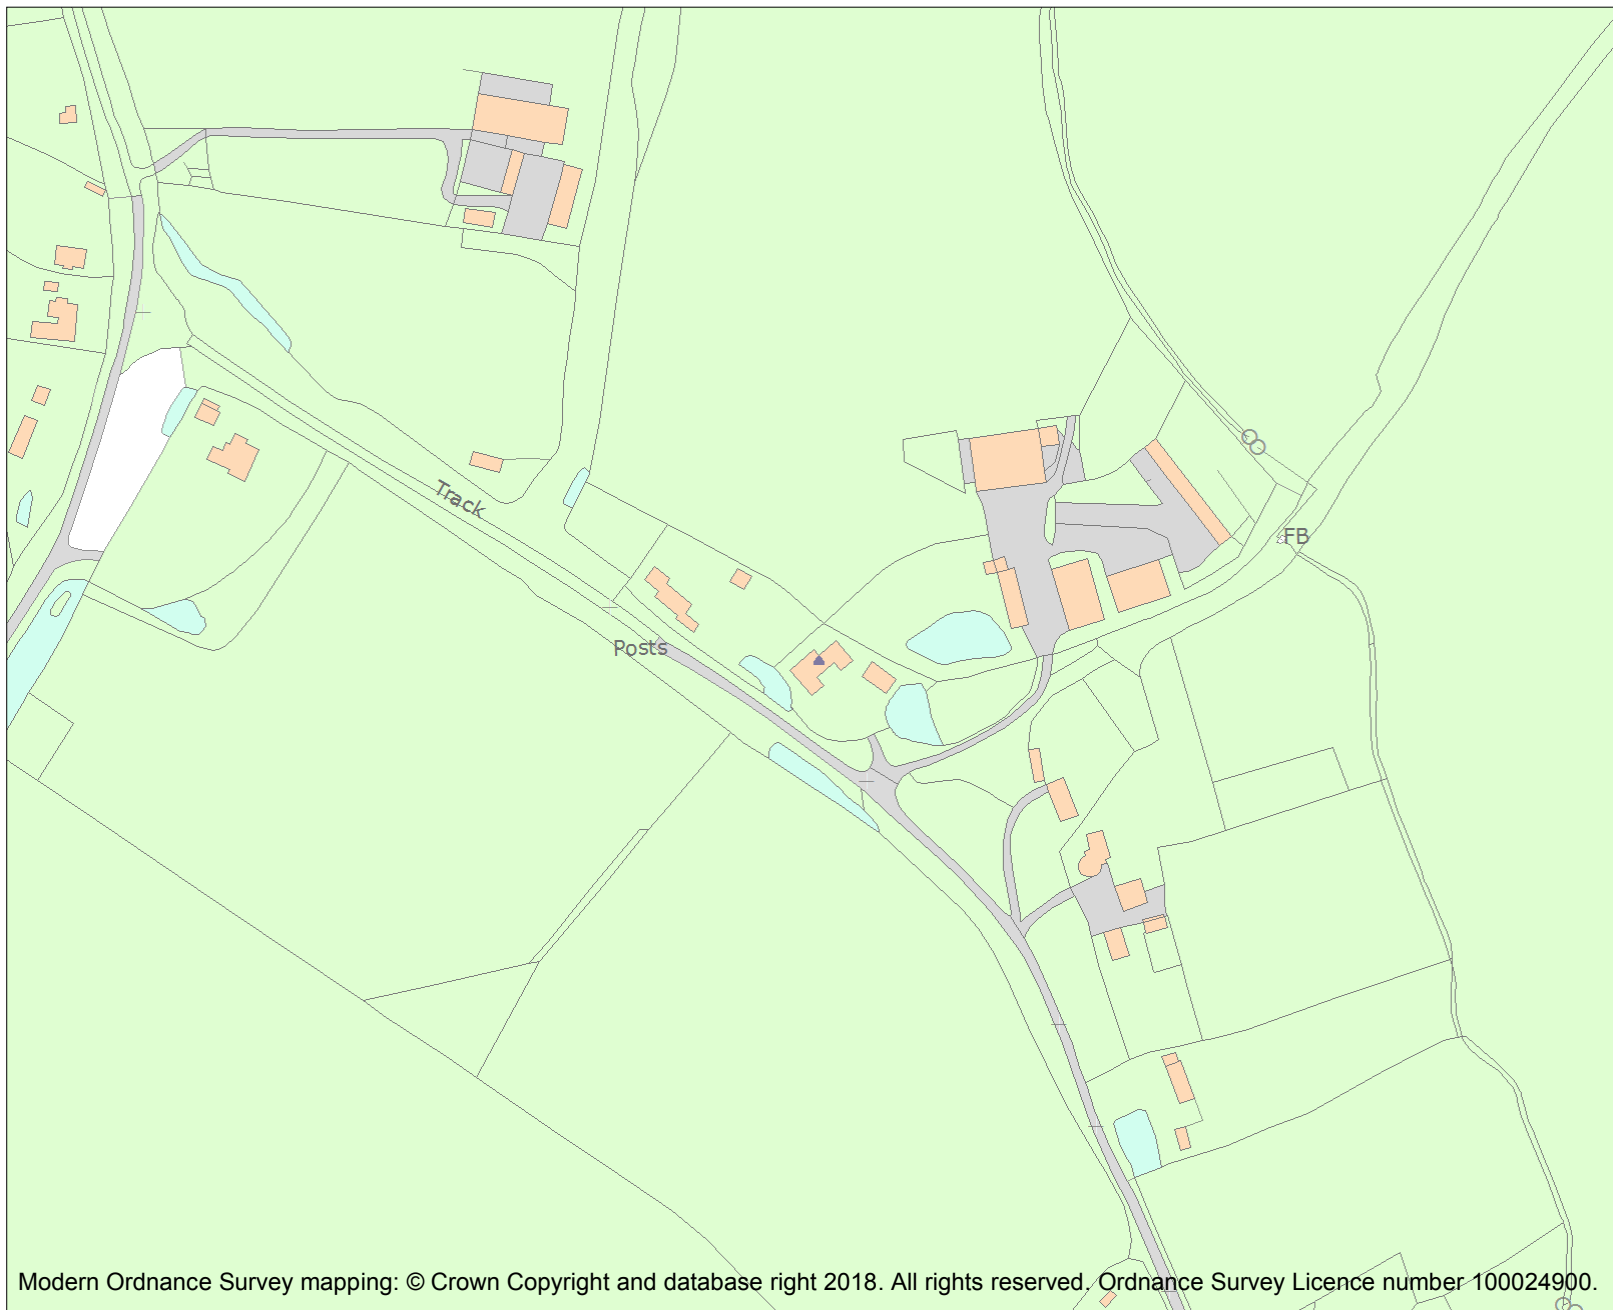 Track
FB
Posts
Modern Ordnance Survey mapping: © Crown Copyright and database right 2018. All rights reserved. Ordnance Survey Licence number 100024900.